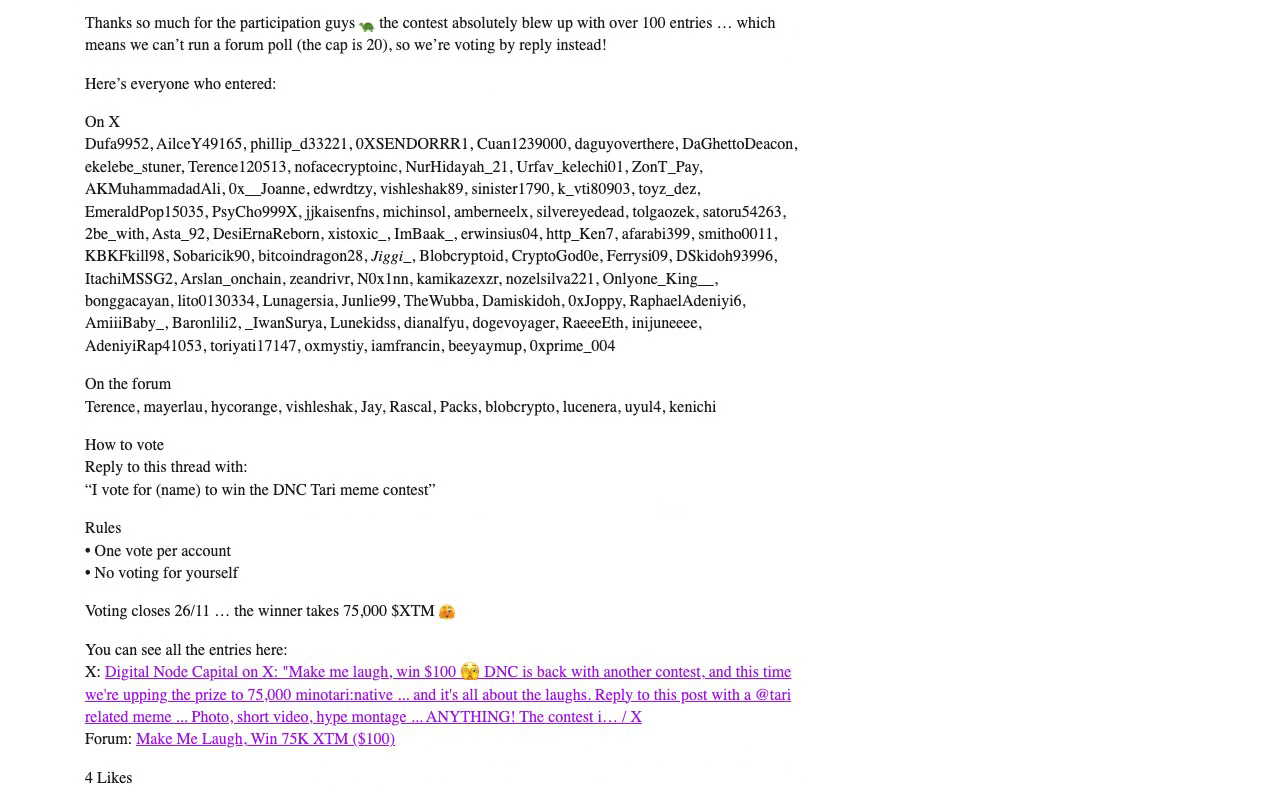 Thanks so much for the participation guys 🐢 the contest absolutely blew up with over 100 entries … which
means we can’t run a forum poll (the cap is 20), so we’re voting by reply instead!
Here’s everyone who entered:
On X
Dufa9952, AilceY49165, phillip_d33221, 0XSENDORRR1, Cuan1239000, daguyoverthere, DaGhettoDeacon,
ekelebe_stuner, Terence120513, nofacecryptoinc, NurHidayah_21, Urfav_kelechi01, ZonT_Pay,
AKMuhammadadAli, 0x__Joanne, edwrdtzy, vishleshak89, sinister1790, k_vti80903, toyz_dez,
EmeraldPop15035, PsyCho999X, jjkaisenfns, michinsol, amberneelx, silvereyedead, tolgaozek, satoru54263,
2be_with, Asta_92, DesiErnaReborn, xistoxic_, ImBaak_, erwinsius04, http_Ken7, afarabi399, smitho0011,
KBKFkill98, Sobaricik90, bitcoindragon28, Jiggi_, Blobcryptoid, CryptoGod0e, Ferrysi09, DSkidoh93996,
ItachiMSSG2, Arslan_onchain, zeandrivr, N0x1nn, kamikazexzr, nozelsilva221, Onlyone_King__,
bonggacayan, lito0130334, Lunagersia, Junlie99, TheWubba, Damiskidoh, 0xJoppy, RaphaelAdeniyi6,
AmiiiBaby_, Baronlili2, _IwanSurya, Lunekidss, dianalfyu, dogevoyager, RaeeeEth, inijuneeee,
AdeniyiRap41053, toriyati17147, oxmystiy, iamfrancin, beeyaymup, 0xprime_004
On the forum
Terence, mayerlau, hycorange, vishleshak, Jay, Rascal, Packs, blobcrypto, lucenera, uyul4, kenichi
How to vote
Reply to this thread with:
“I vote for (name) to win the DNC Tari meme contest”
Rules
• One vote per account
• No voting for yourself
Voting closes 26/11 … the winner takes 75,000 $XTM 🫠
You can see all the entries here:
X: Digital Node Capital on X: "Make me laugh, win $100 🫣 DNC is back with another contest, and this time
we're upping the prize to 75,000 minotari:native ... and it's all about the laughs. Reply to this post with a @tari
related meme ... Photo, short video, hype montage ... ANYTHING! The contest i… / X
Forum: Make Me Laugh, Win 75K XTM ($100)
4 Likes